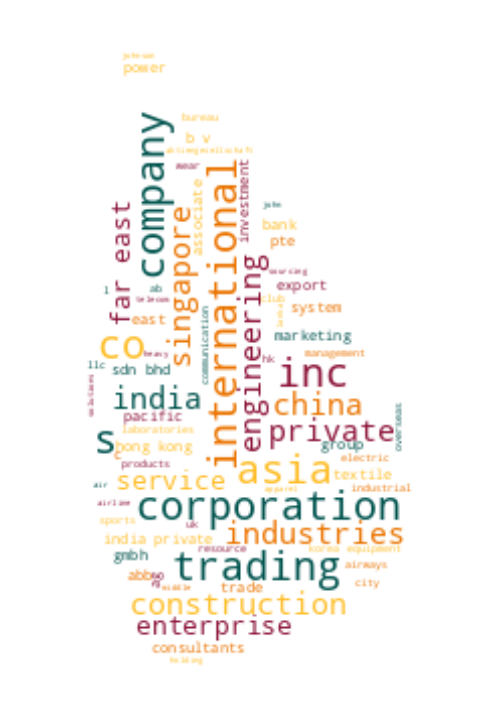 johnson
power
company
bureau
b v
aktiengesellschaft
near
international
investment
associate
far east
singapore
john
bank
pte
engineering
sourcing
export
l
ab
telecom
club
system
east
communication
marketing
co
heavy
management
hk
llc
sdn bhd
inc
india
china
overseas
pacific
laboratories
private
s
group
c
hong kong
electric
products
asia
textile
air
service
apparel
industrial
airline
corporation
sports
uk
india private
industries
resource
korea
equipment
gmbh
trading
airways
middle
trade
city
construction
enterprise
consultants
holding